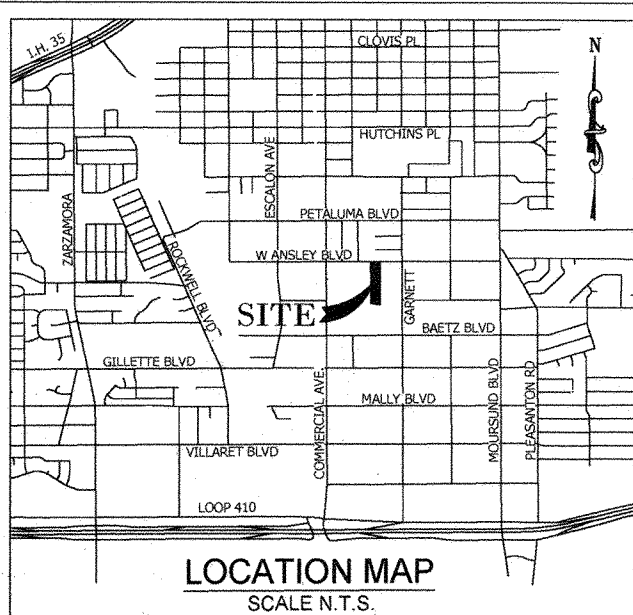 I.H. 35
CLOVIS PL
N
HUTCHINS PL
ESCALON AVE
ZARZAMORA
PETALUMA BLVD
ROCKWELL BLVD
W ANSLEY BLVD
SITE
GARNETT
BAETZ BLVD
GILLETTE BLVD
COMMERCIAL AVE.
MALLY BLVD
MOURSUND BLVD
PLEASANTON RD
VILLARET BLVD
LOOP 410
LOCATION MAP
SCALE N.T.S.